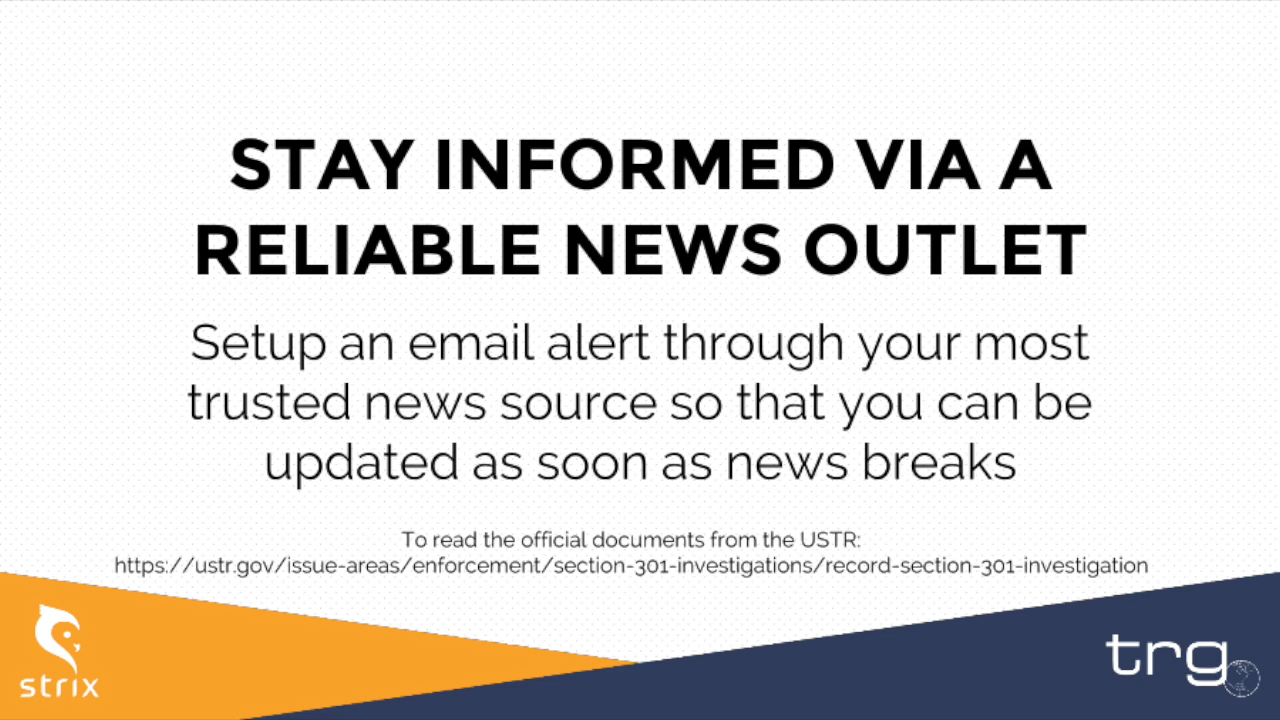 STAY INFORMED VIA A
RELIABLE NEWS OUTLET
Setup an email alert through your most
trusted news source so that you can be
updated as soon as news breaks
To read the official documents from the USTR:
https://ustr.gov/issue-areas/enforcement/section-301-investigations/record-section-301-investigation
strix
trg